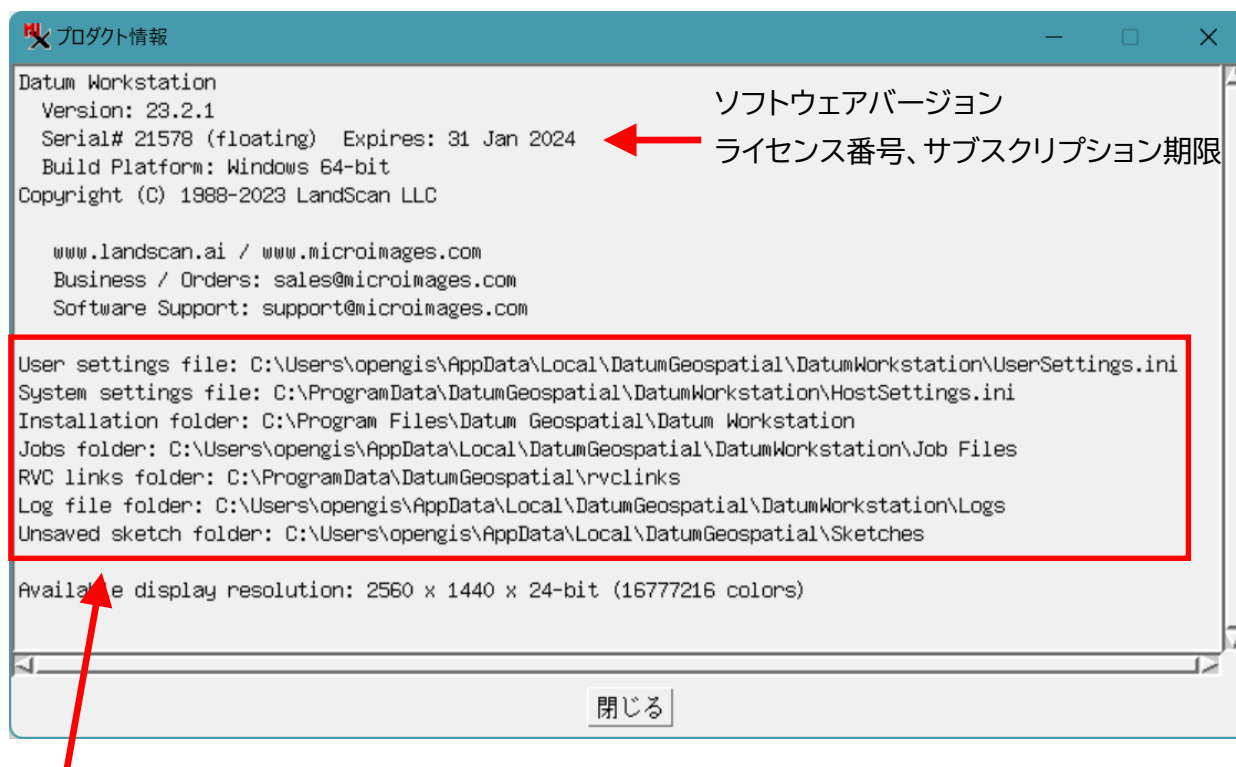 プロダクト情報
Datum Workstation
Version: 23.2.1
Serial# 21578 (floating)  Expires: 31 Jan 2024
Build Platform: Windows 64-bit
Copyright (C) 1988-2023 LandScan LLC
ソフトウェアバージョン
ライセンス番号、サブスクリプション期限
www.landscan.ai / www.microimages.com
Business / Orders: sales@microimages.com
Software Support: support@microimages.com
User settings file: C:\Users\opengis\AppData\Local\DatumGeospatial\DatumWorkstation\UserSettings.ini
System settings file: C:\ProgramData\DatumGeospatial\DatumWorkstation\HostSettings.ini
Installation folder: C:\Program Files\Datum Geospatial\Datum Workstation
Jobs folder: C:\Users\opengis\AppData\Local\DatumGeospatial\DatumWorkstation\Job Files
RVC links folder: C:\ProgramData\DatumGeospatial\rvclinks
Log file folder: C:\Users\opengis\AppData\Local\DatumGeospatial\DatumWorkstation\Logs
Unsaved sketch folder: C:\Users\opengis\AppData\Local\DatumGeospatial\Sketches
Available display resolution: 2560 x 1440 x 24-bit (16777216 colors)
閉じる